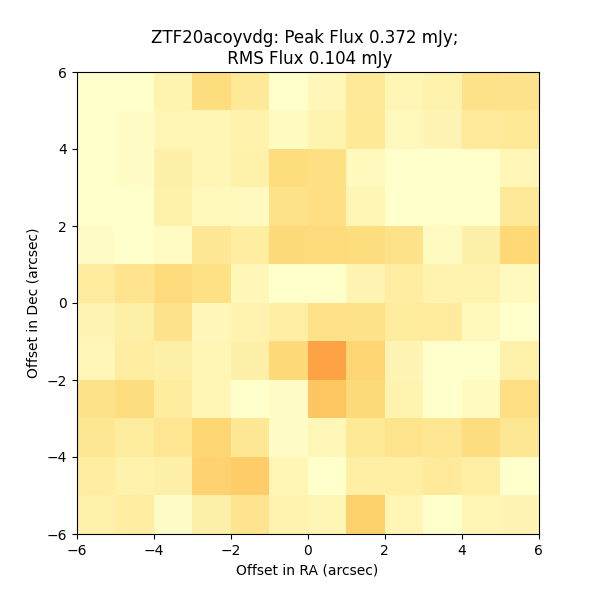 ZTF20acoyvdg: Peak Flux 0.372 mJy;
RMS Flux 0.104 mJy
6
4
2
0
−2
−4
−6
Offset in Dec (arcsec)
−6 −4 −2 0 2 4 6
Offset in RA (arcsec)